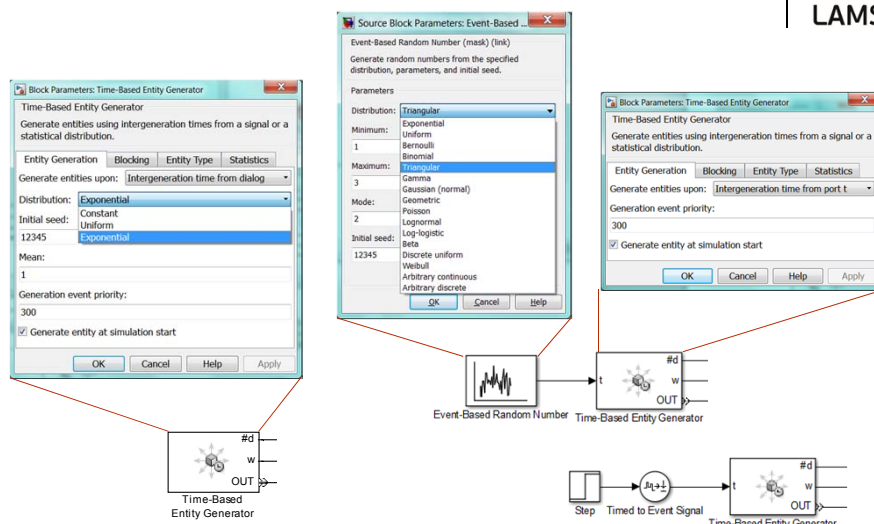 LAMS
Block Parameters: Time-Based Entity Generator
Time-Based Entity Generator
Generate entities using intergeneration times from a signal or a
statistical distribution.
Entity Generation Blocking Entity Type Statistics
Generate entities upon: Intergeneration time from dialog
Distribution: Exponential
Constant
Uniform
Exponential
Initial seed:
12345
Mean:
1
Generation event priority:
300
Generate entity at simulation start
OK Cancel Help Apply
#d
w
OUT
Time-Based
Entity Generator
Source Block Parameters: Event-Based ...
Event-Based Random Number (mask) (link)
Generate random numbers from the specified
distribution, parameters, and initial seed.
Parameters
Distribution: Triangular
Exponential
Uniform
Bernoulli
Binomial
Triangular
Gamma
Gaussian (normal)
Geometric
Poisson
Lognormal
Log-logistic
Beta
Discrete uniform
Weibull
Arbitrary continuous
Arbitrary discrete
Minimum:
1
Maximum:
3
Mode:
2
Initial seed:
12345
OK Cancel Help
Block Parameters: Time-Based Entity Generator
Time-Based Entity Generator
Generate entities using intergeneration times from a signal or a
statistical distribution.
Entity Generation Blocking Entity Type Statistics
Generate entities upon: Intergeneration time from port t
Generation event priority:
300
Generate entity at simulation start
OK Cancel Help Apply
Event-Based Random Number
t
#d
w
OUT
Time-Based Entity Generator
Step
Timed to Event Signal
t
#d
w
OUT
Time-Based Entity Generator